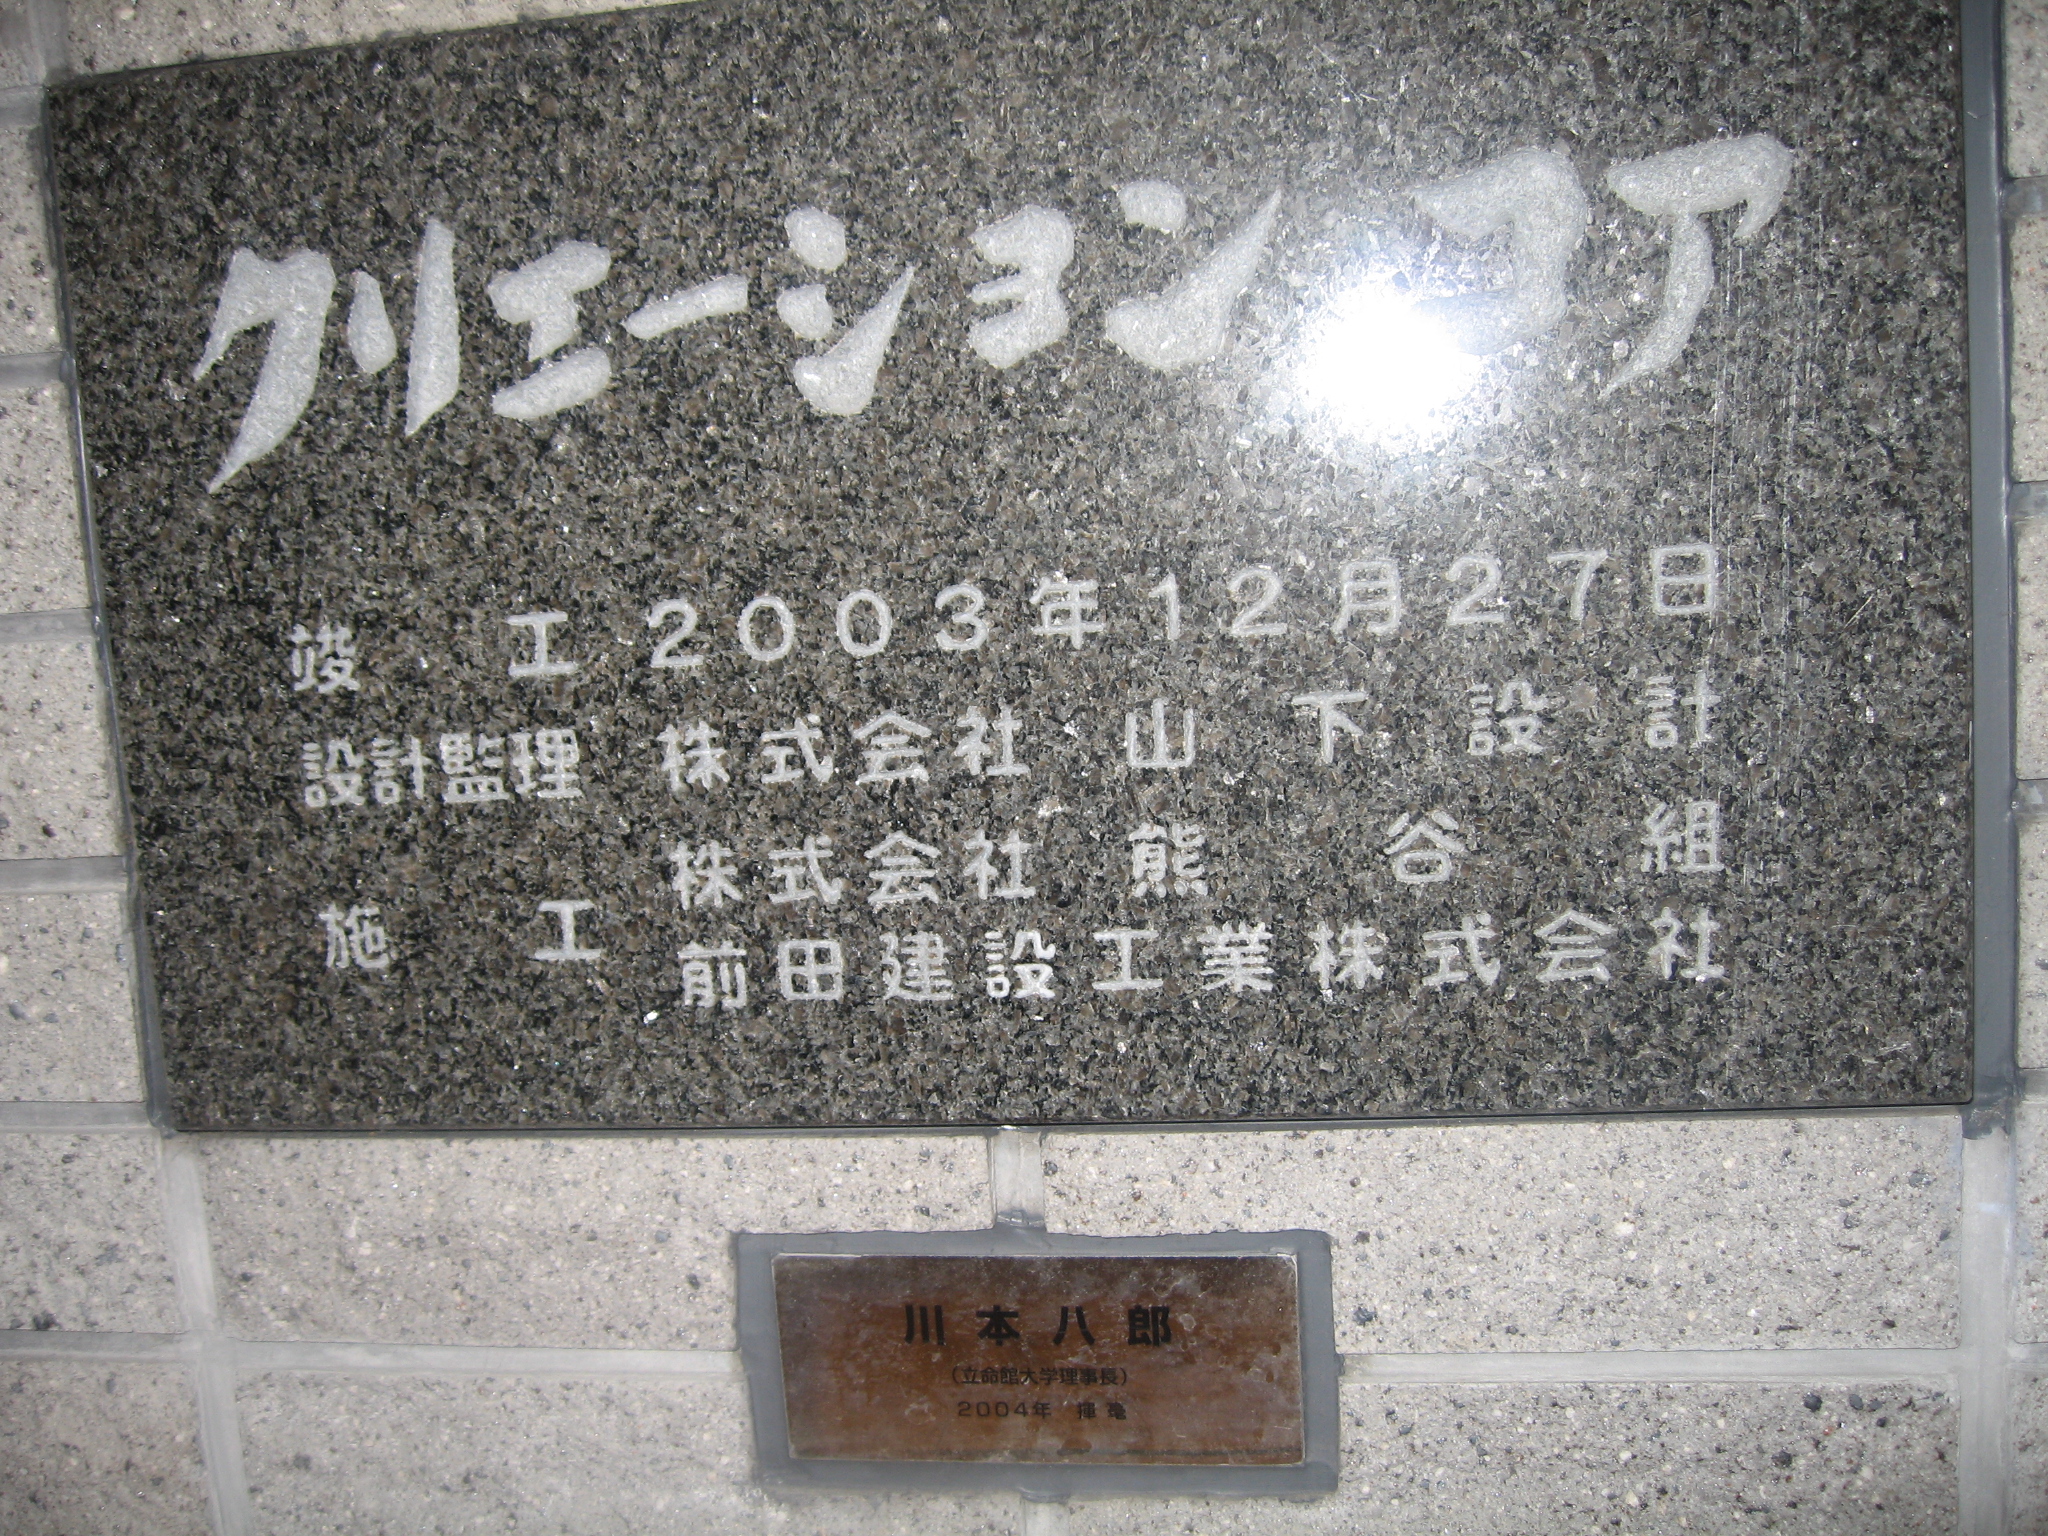 クリエーションコア
竣工 2003年12月27日
設計監理 株式会社 山下設計
株式会社 熊谷組
施工
前田建設工業株式会社
川本八郎
(立命館大学理事長)
2004年 揮毫